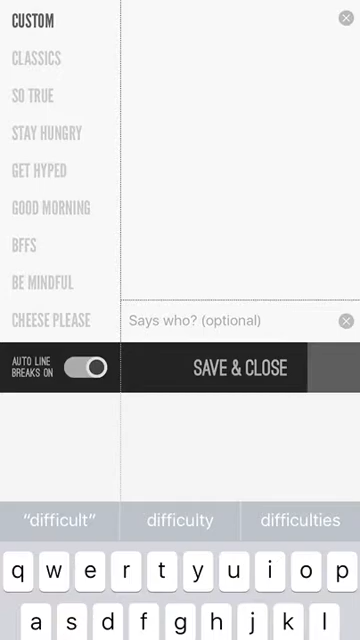 CUSTOM
CLASSICS
SO TRUE
STAY HUNGRY
GET HYPED
GOOD MORNING
BFFS
BE MINDFUL
CHEESE PLEASE
Says who? (optional)
AUTO LINE
BREAKS ON
SAVE & CLOSE
“difficult” difficulty difficulties
q w e r t y u i o p
a s d f g h j k l